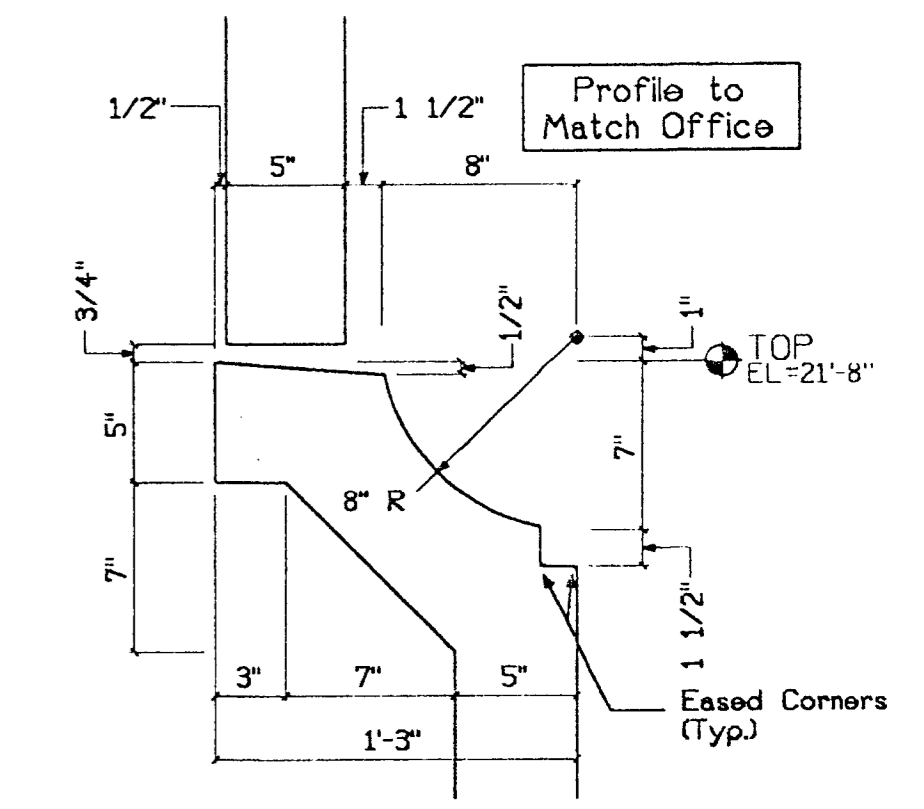 Profile to
Match Office
1/2"
1 1/2"
5"
8"
3/4"
1/2"
1"
TOP
EL=21'-8"
5"
7"
8" R
7"
1 1/2"
3"
7"
5"
Eased Corners
(Typ.)
1'-3"